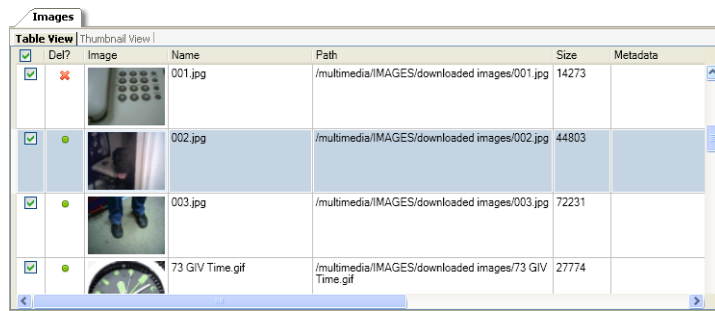 Images
Table View Thumbnail View
Del? Image Name Path Size Metadata
001.jpg /multimedia/IMAGES/downloaded images/001.jpg 14273
002.jpg /multimedia/IMAGES/downloaded images/002.jpg 44803
003.jpg /multimedia/IMAGES/downloaded images/003.jpg 72231
73 GIV Time.gif /multimedia/IMAGES/downloaded images/73 GIV 27774
Time.gif